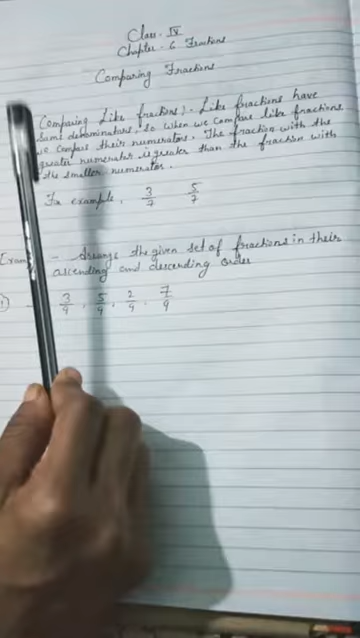 Class - IV
Chapter - 6 Fractions
Comparing Fractions
Comparing Like fractions :- Like fractions have
same denominators, so when we compare like fractions
we compare their numerators. The fraction with the
greater numerator is greater than the fraction with
the smaller numerator.
For example, 3/7 5/7
- Arrange the given set of fractions in their
ascending and descending order
3/9, 5/9, 2/9, 7/9